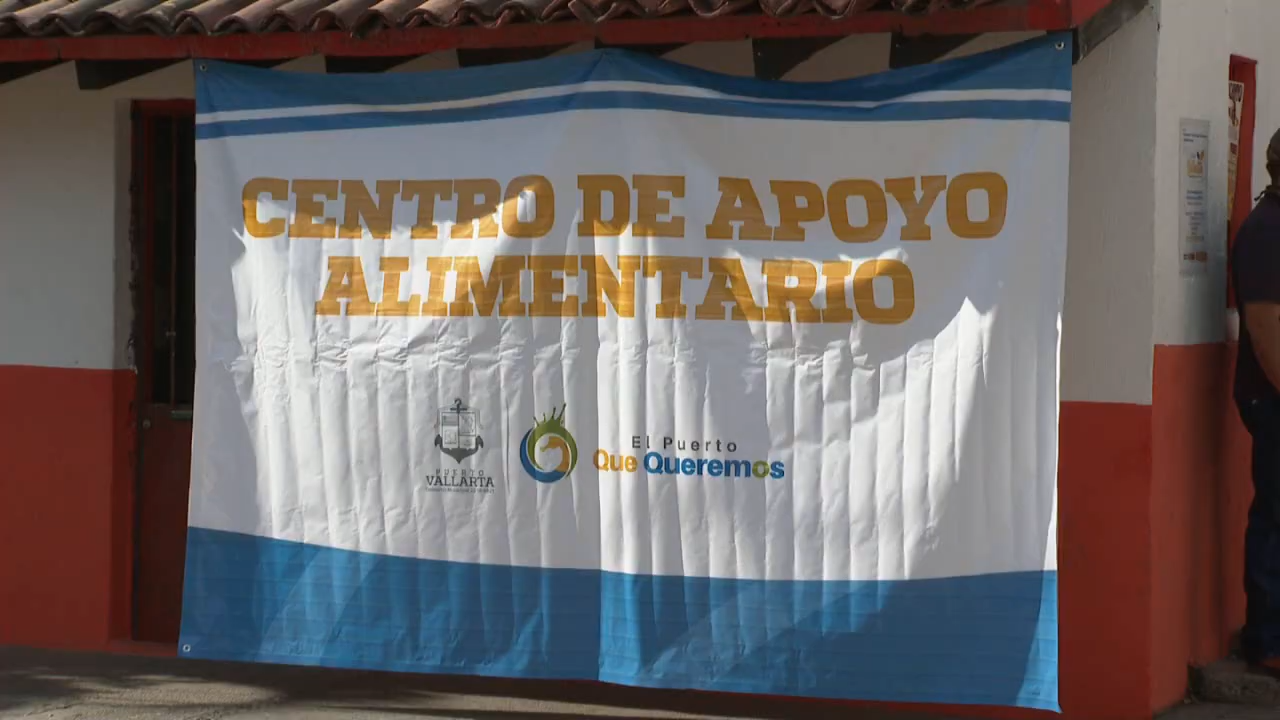 CENTRO DE APOYO
ALIMENTARIO
PUERTO
VALLARTA
El Puerto
Que Queremos